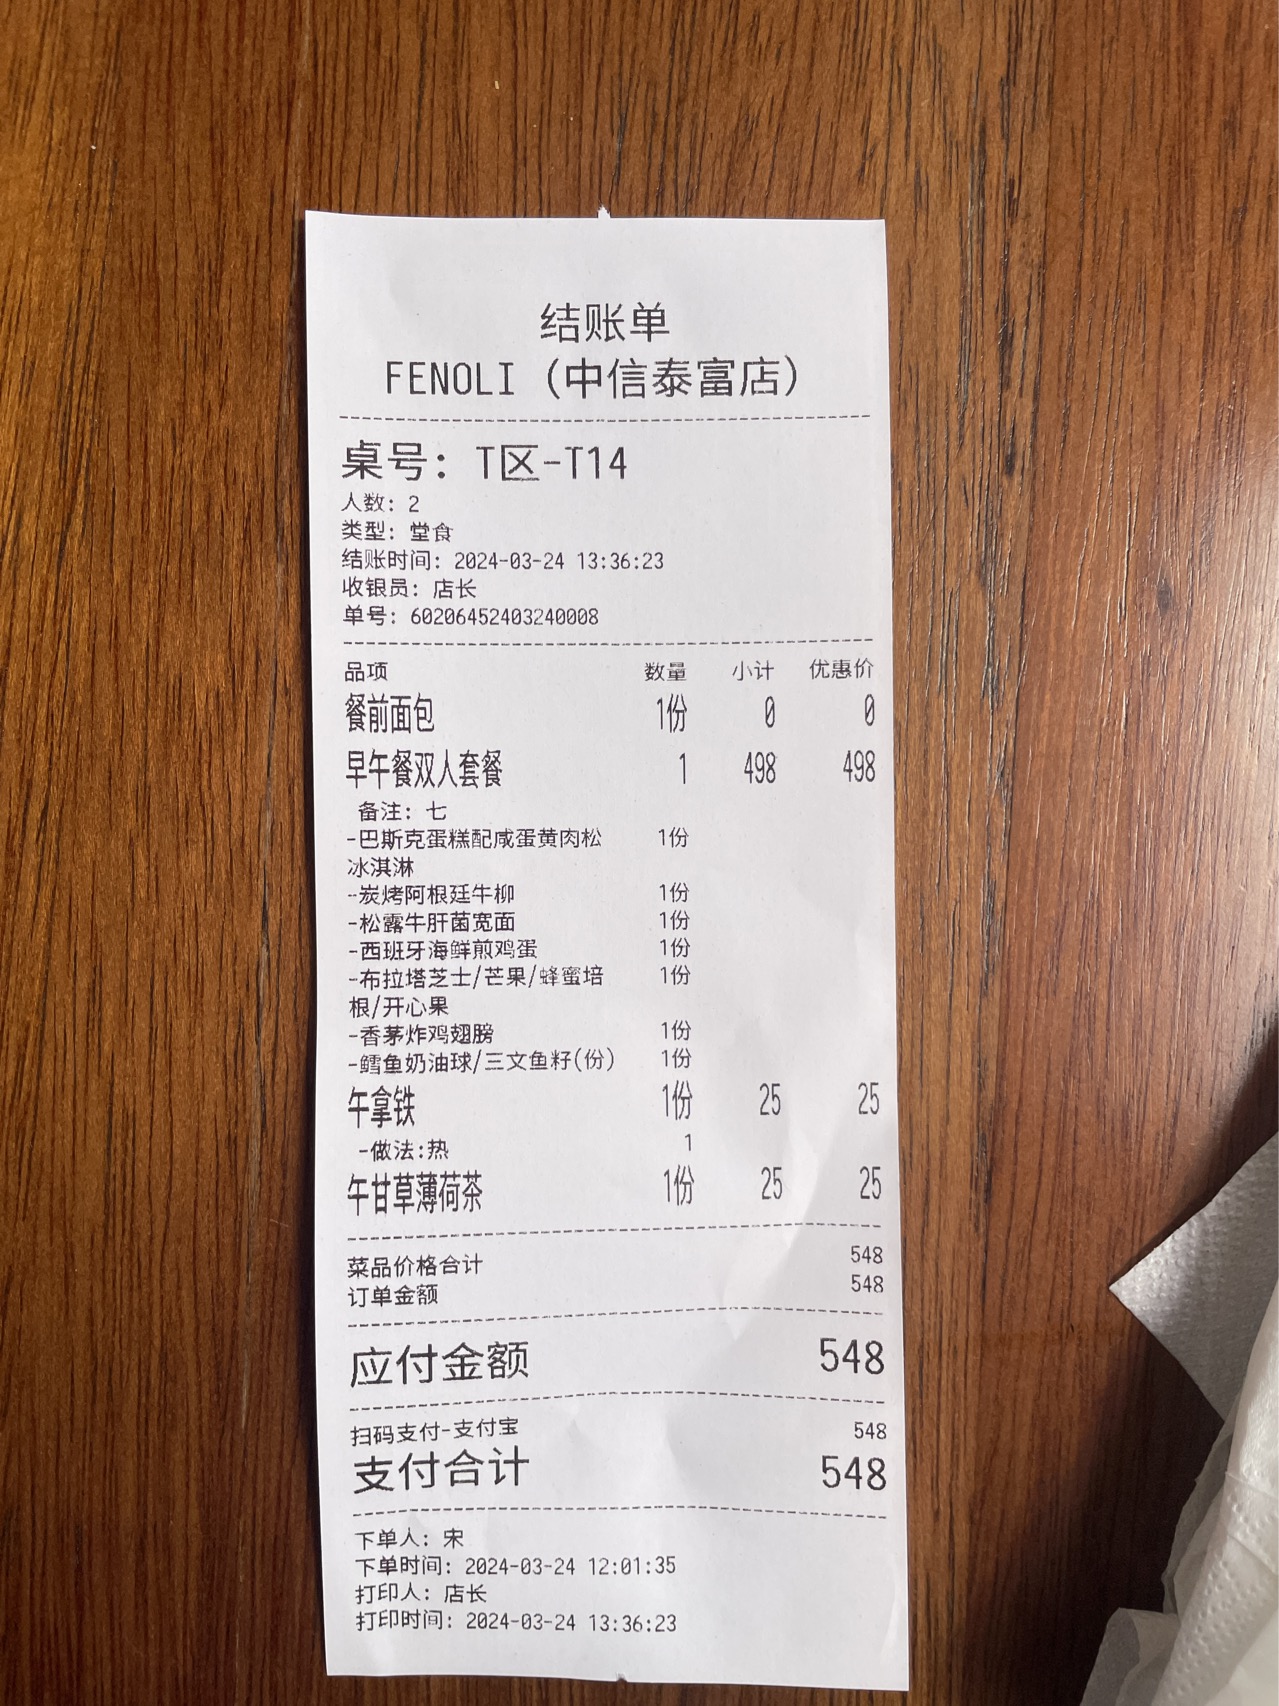 结账单
FENOLI（中信泰富店）
桌号：T区-T14
人数：2
类型：堂食
结账时间：2024-03-24 13:36:23
收银员：店长
单号：60206452403240008
品项 数量 小计 优惠价
餐前面包 1份 0 0
早午餐双人套餐 1 498 498
备注：七
-巴斯克蛋糕配咸蛋黄肉松 1份
冰淇淋
-炭烤阿根廷牛柳 1份
-松露牛肝菌宽面 1份
-西班牙海鲜煎鸡蛋 1份
-布拉塔芝士/芒果/蜂蜜培 1份
根/开心果
-香茅炸鸡翅膀 1份
-鳕鱼奶油球/三文鱼籽(份) 1份
午拿铁 1份 25 25
-做法:热 1
午甘草薄荷茶 1份 25 25
菜品价格合计 548
订单金额 548
应付金额 548
扫码支付-支付宝 548
支付合计 548
下单人：宋
下单时间：2024-03-24 12:01:35
打印人：店长
打印时间：2024-03-24 13:36:23